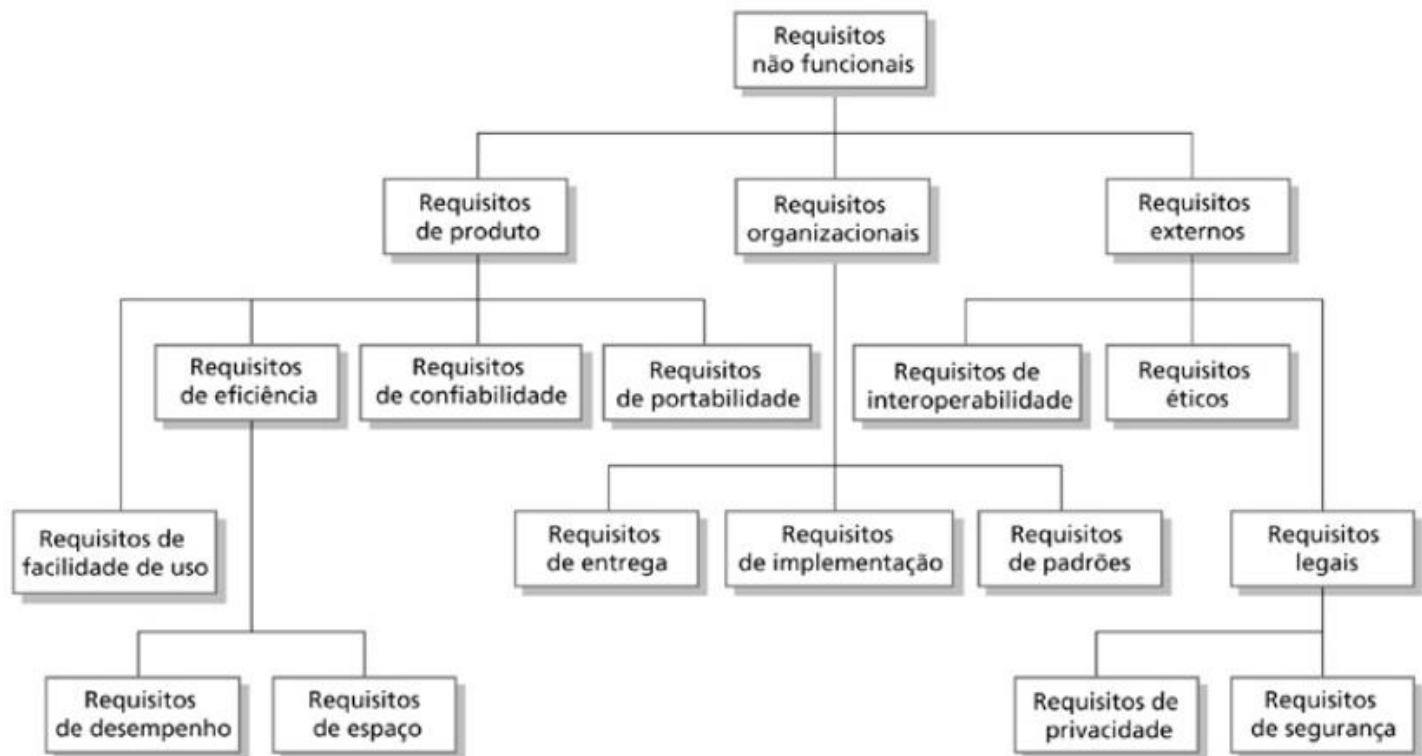 Requisitos
não funcionais
Requisitos
de produto
Requisitos
organizacionais
Requisitos
externos
Requisitos
de eficiência
Requisitos
de confiabilidade
Requisitos
de portabilidade
Requisitos de
interoperabilidade
Requisitos
éticos
Requisitos de
facilidade de uso
Requisitos
de entrega
Requisitos
de implementação
Requisitos
de padrões
Requisitos
legais
Requisitos
de desempenho
Requisitos
de espaço
Requisitos de
privacidade
Requisitos
de segurança